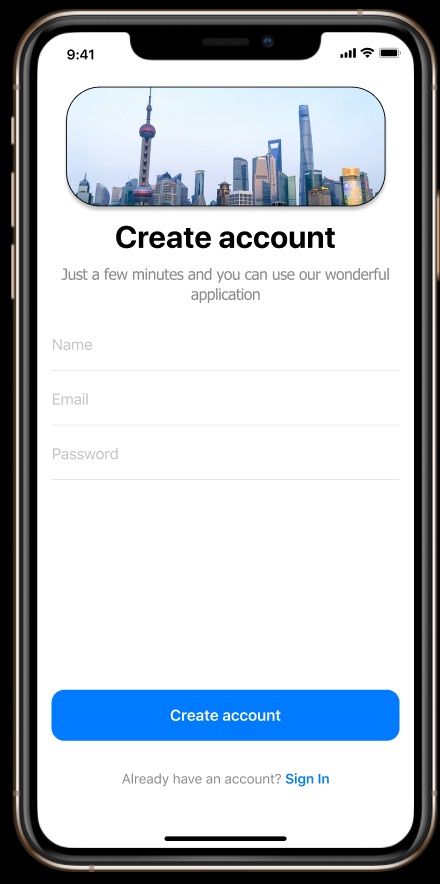 9:41
Create account
Just a few minutes and you can use our wonderful
application
Name
Email
Password
Create account
Already have an account? Sign In